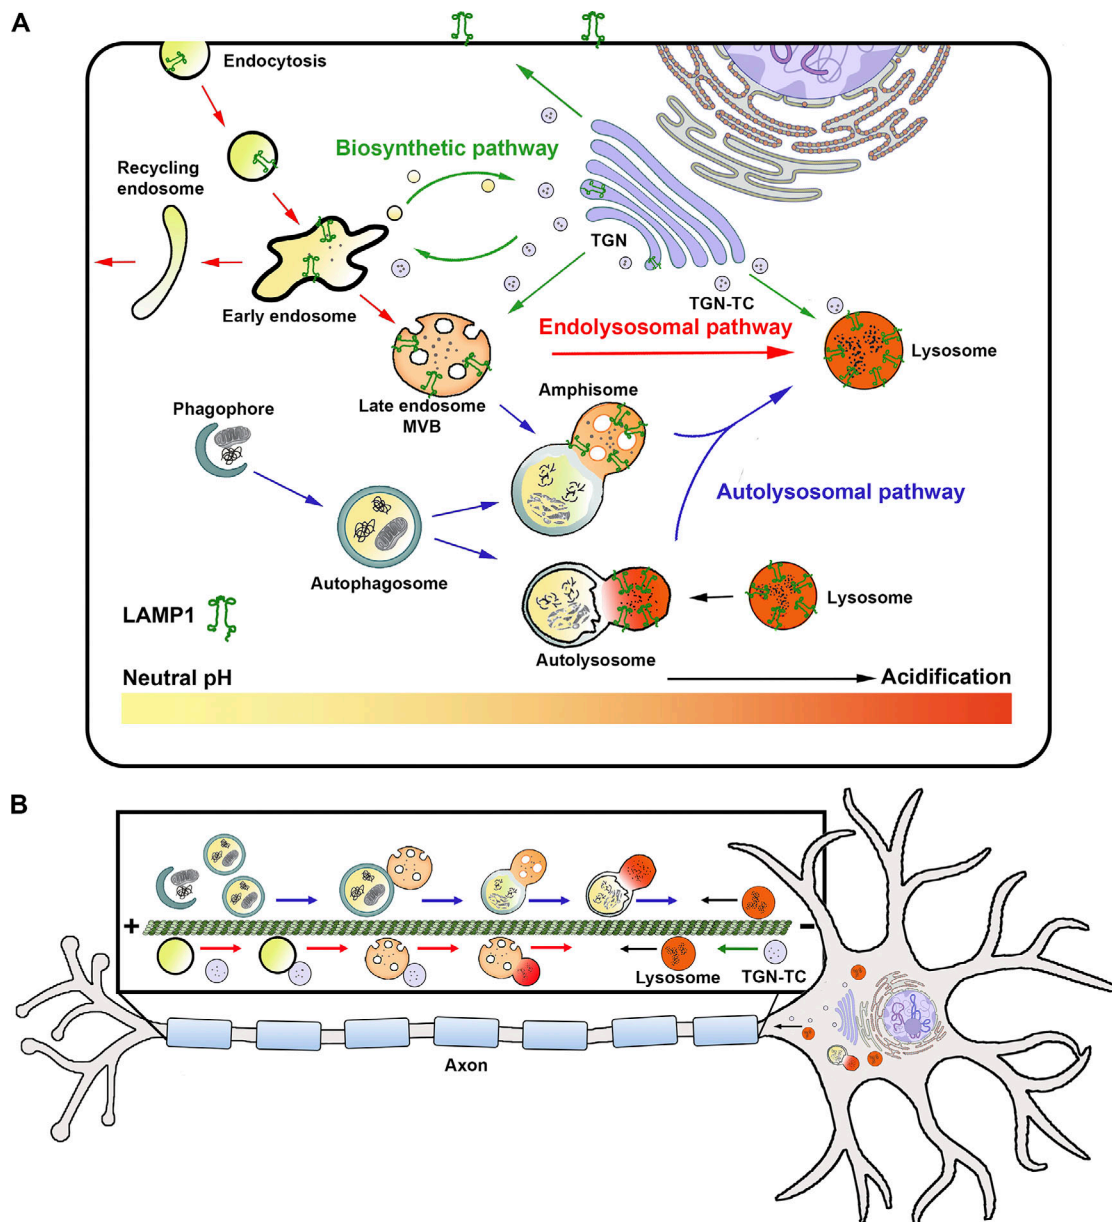 A
Endocytosis
Biosynthetic pathway
Recycling
endosome
TGN
Early endosome
TGN-TC
Endolysosomal pathway
Lysosome
Late endosome
MVB
Amphisome
Phagophore
Autolysosomal pathway
Autophagosome
Lysosome
LAMP1
Autolysosome
Neutral pH
Acidification
B
+
-
Lysosome
TGN-TC
Axon